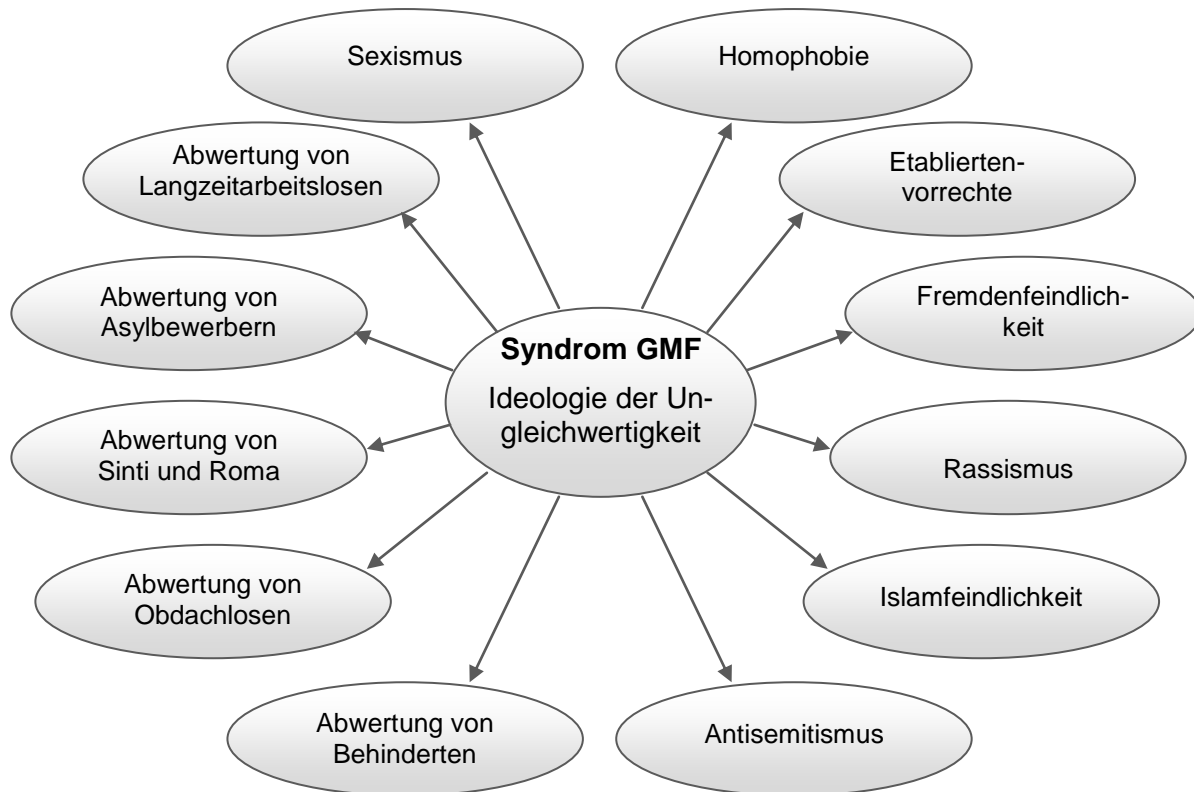 Sexismus
Homophobie
Abwertung von
Langzeitarbeitslosen
Etablierten-
vorrechte
Abwertung von
Asylbewerbern
Fremdenfeindlich-
keit
Syndrom GMF
Ideologie der Un-
gleichwertigkeit
Abwertung von
Sinti und Roma
Rassismus
Abwertung von
Obdachlosen
Islamfeindlichkeit
Abwertung von
Behinderten
Antisemitismus